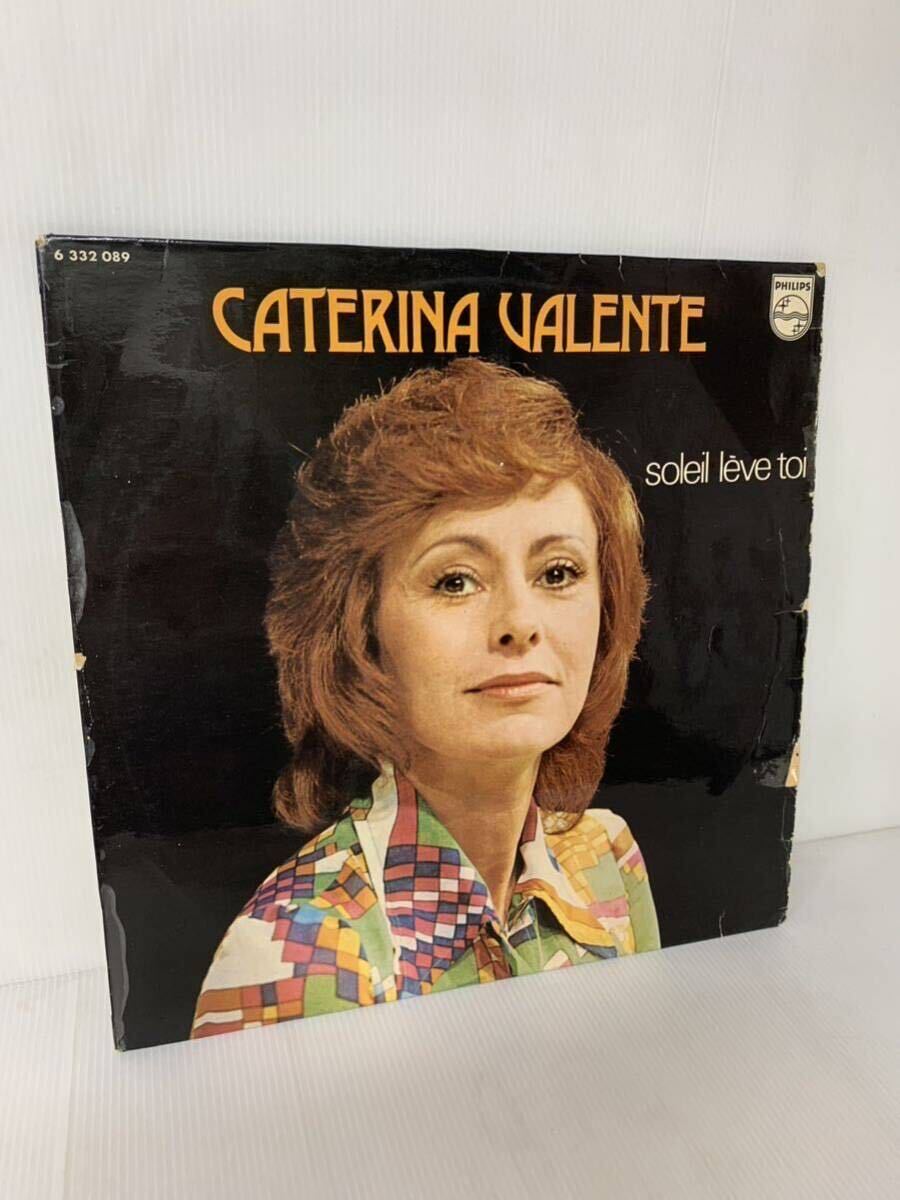 6 332 089
PHILIPS
CATERINA VALENTE
soleil lève toi